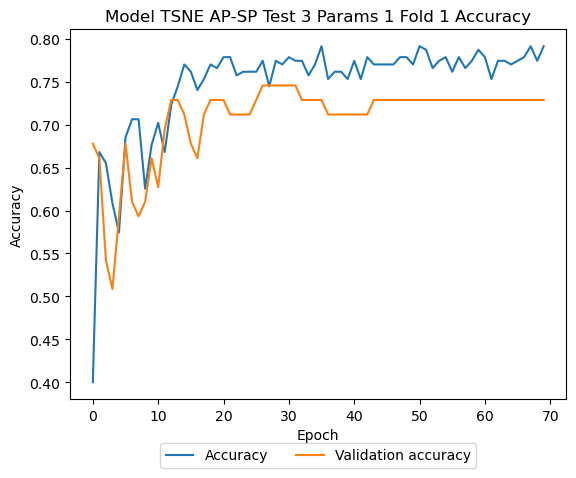 Model TSNE AP-SP Test 3 Params 1 Fold 1 Accuracy
0.80
0.75
0.70
0.65
0.60
0.55
0.50
0.45
0.40
Accuracy
0 10 20 30 40 50 60 70
Epoch
Accuracy Validation accuracy